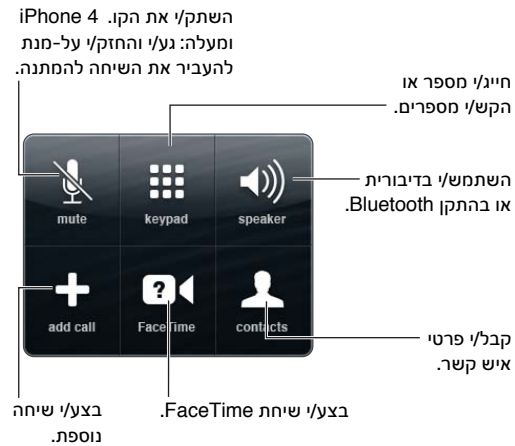 השתק/י את הקו. iPhone 4
ומעלה: גע/י והחזק/י על-מנת
להעביר את השיחה להמתנה.
חייג/י מספר או
הקש/י מספרים.
mute
keypad
speaker
השתמש/י בדיבורית
או בהתקן Bluetooth.
add call
FaceTime
contacts
קבל/י פרטי
איש קשר.
בצע/י שיחת FaceTime.
בצע/י שיחה
נוספת.